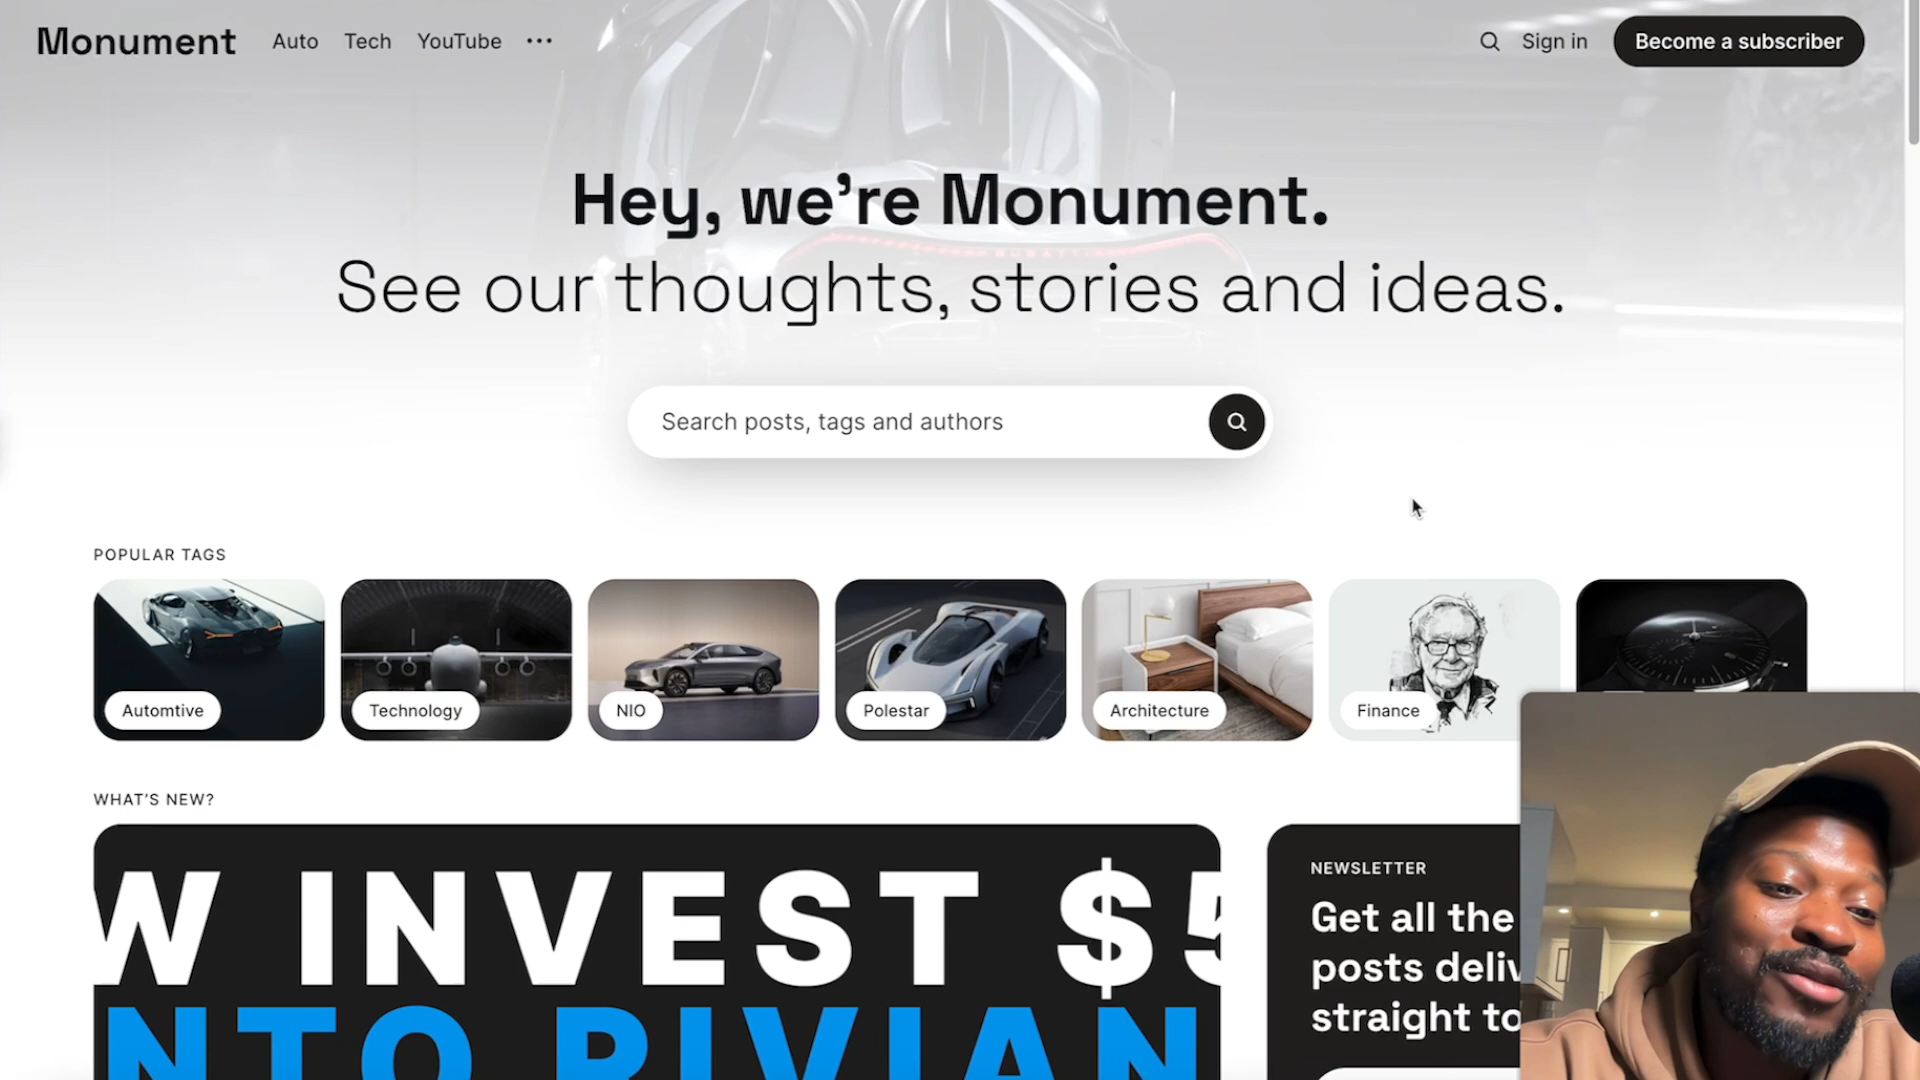 Monument
Auto
Tech
YouTube
Sign in
Become a subscriber
Hey, we're Monument.
See our thoughts, stories and ideas.
Search posts, tags and authors
POPULAR TAGS
Automtive
Technology
NIO
Polestar
Architecture
Finance
WHAT'S NEW?
W INVEST $5
NTO RIVIAN
NEWSLETTER
Get all the
posts deliv
straight to